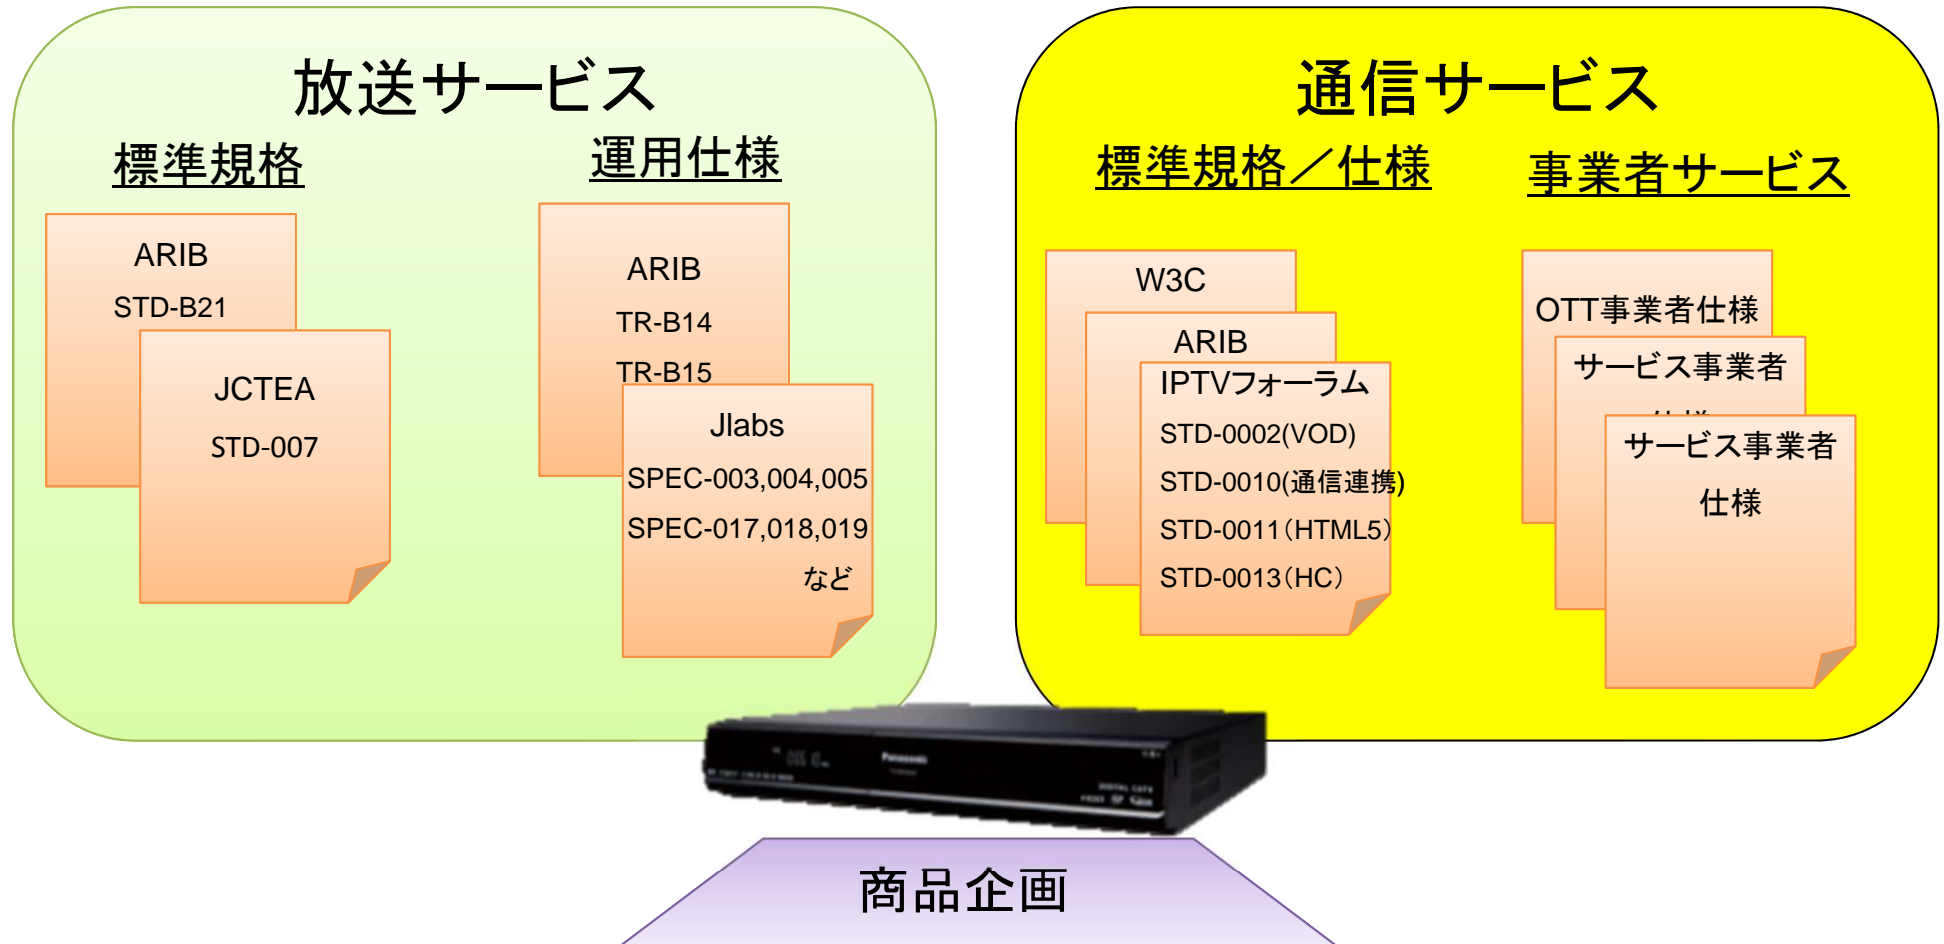 放送サービス
標準規格
ARIB
STD-B21
JCTEA
STD-007
運用仕様
ARIB
TR-B14
TR-B15
Jlabs
SPEC-003,004,005
SPEC-017,018,019
など
通信サービス
標準規格／仕様
W3C
ARIB
IPTVフォーラム
STD-0002(VOD)
STD-0010(通信連携)
STD-0011（HTML5）
STD-0013（HC）
事業者サービス
OTT事業者仕様
サービス事業者
サービス事業者
仕様
Panasonic
DIGITAL CATV
商品企画